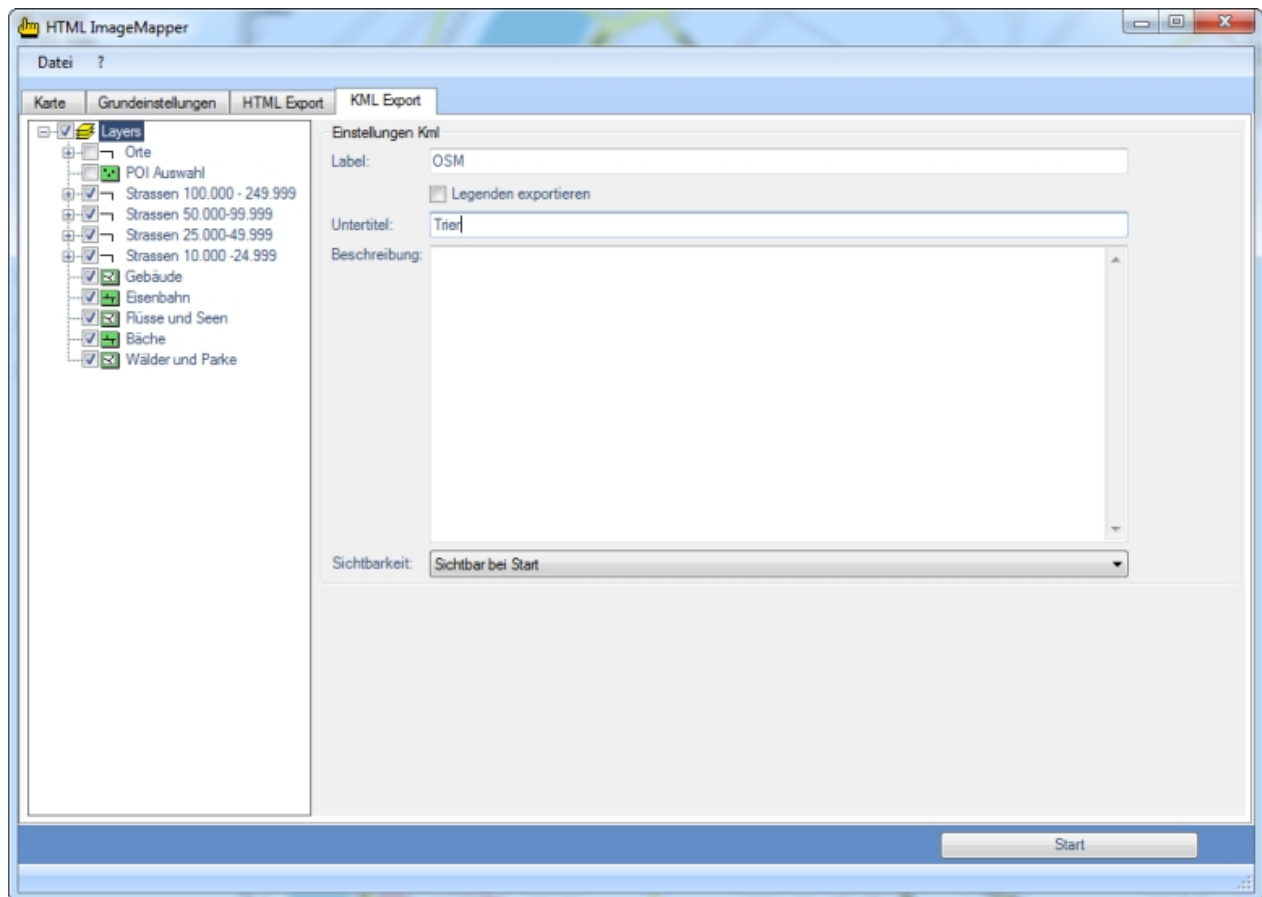 HTML ImageMapper
Datei ?
Karte Grundeinstellungen HTML Export KML Export
Layers
Orte
POI Auswahl
Strassen 100.000 - 249.999
Strassen 50.000-99.999
Strassen 25.000-49.999
Strassen 10.000 -24.999
Gebäude
Eisenbahn
Flüsse und Seen
Bäche
Wälder und Parke
Einstellungen Kml
Label: OSM
Legenden exportieren
Untertitel: Trier
Beschreibung:
Sichtbarkeit: Sichtbar bei Start
Start